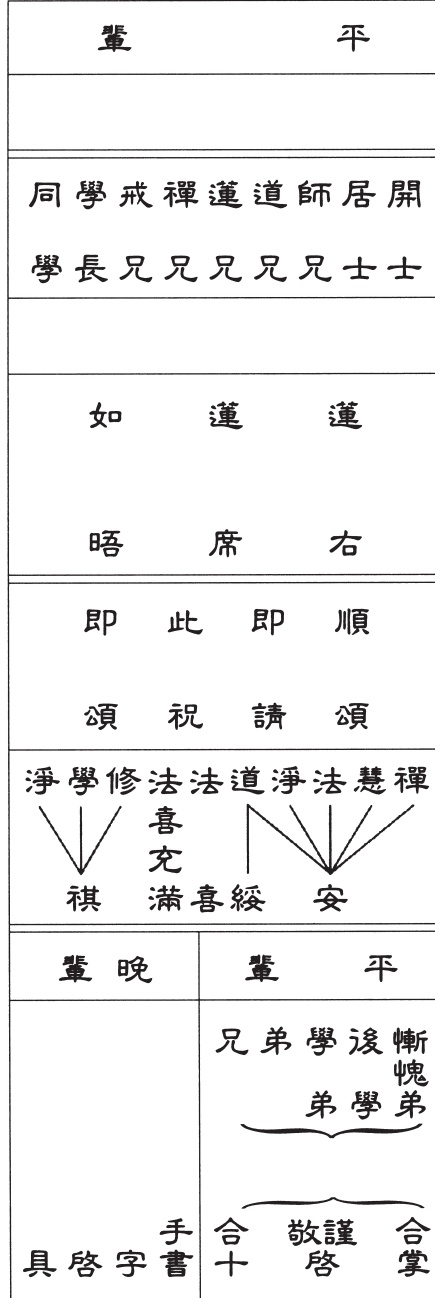 平輩
開士
居士
師兄
道兄
蓮兄
禪兄
戒兄
學長
同學
蓮右
蓮席
如晤
順頌
即請
此祝
即頌
禪
慧
法
淨
道
安
綏
法喜
法喜充滿
修
學
淨
祺
平輩
慚愧弟
後學
學弟
弟
兄
合掌
謹敬啓
合十
晚輩
手書
字
啓
具